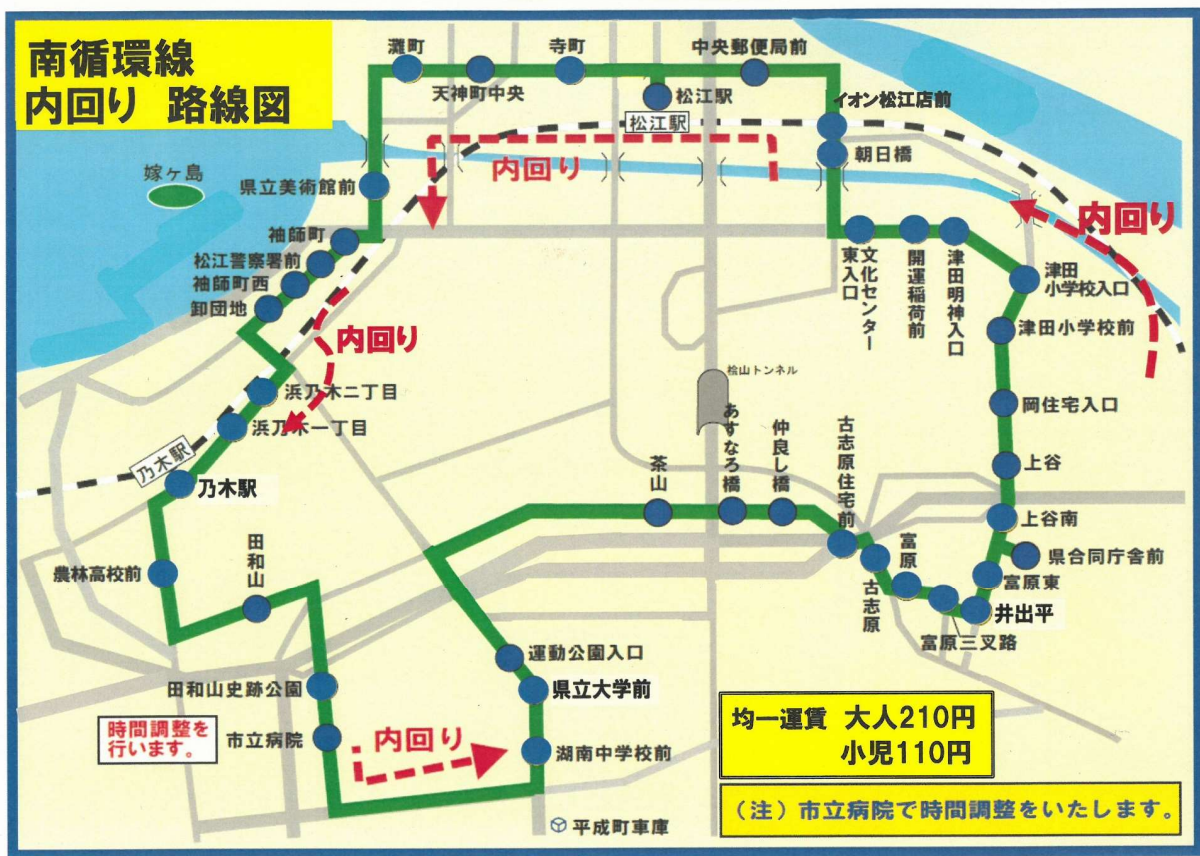 南循環線
内回り 路線図
灘町
天神町中央
寺町
松江駅
松江駅
中央郵便局前
イオン松江店前
朝日橋
内回り
嫁ヶ島
県立美術館前
袖師町
松江警察署前
袖師町西
卸団地
内回り
文化センター
東入口
開運稲荷前
津田明神入口
内回り
津田
小学校入口
津田小学校前
岡住宅入口
上谷
上谷南
県合同庁舎前
富原東
井出平
富原三叉路
富原
古志原
古志原住宅前
仲良し橋
あすなろ橋
茶山
桧山トンネル
浜乃木二丁目
浜乃木一丁目
乃木駅
乃木駅
農林高校前
田和山
田和山史跡公園
市立病院
時間調整を
行います。
内回り
運動公園入口
県立大学前
湖南中学校前
平成町車庫
均一運賃 大人210円
小児110円
(注)市立病院で時間調整をいたします。